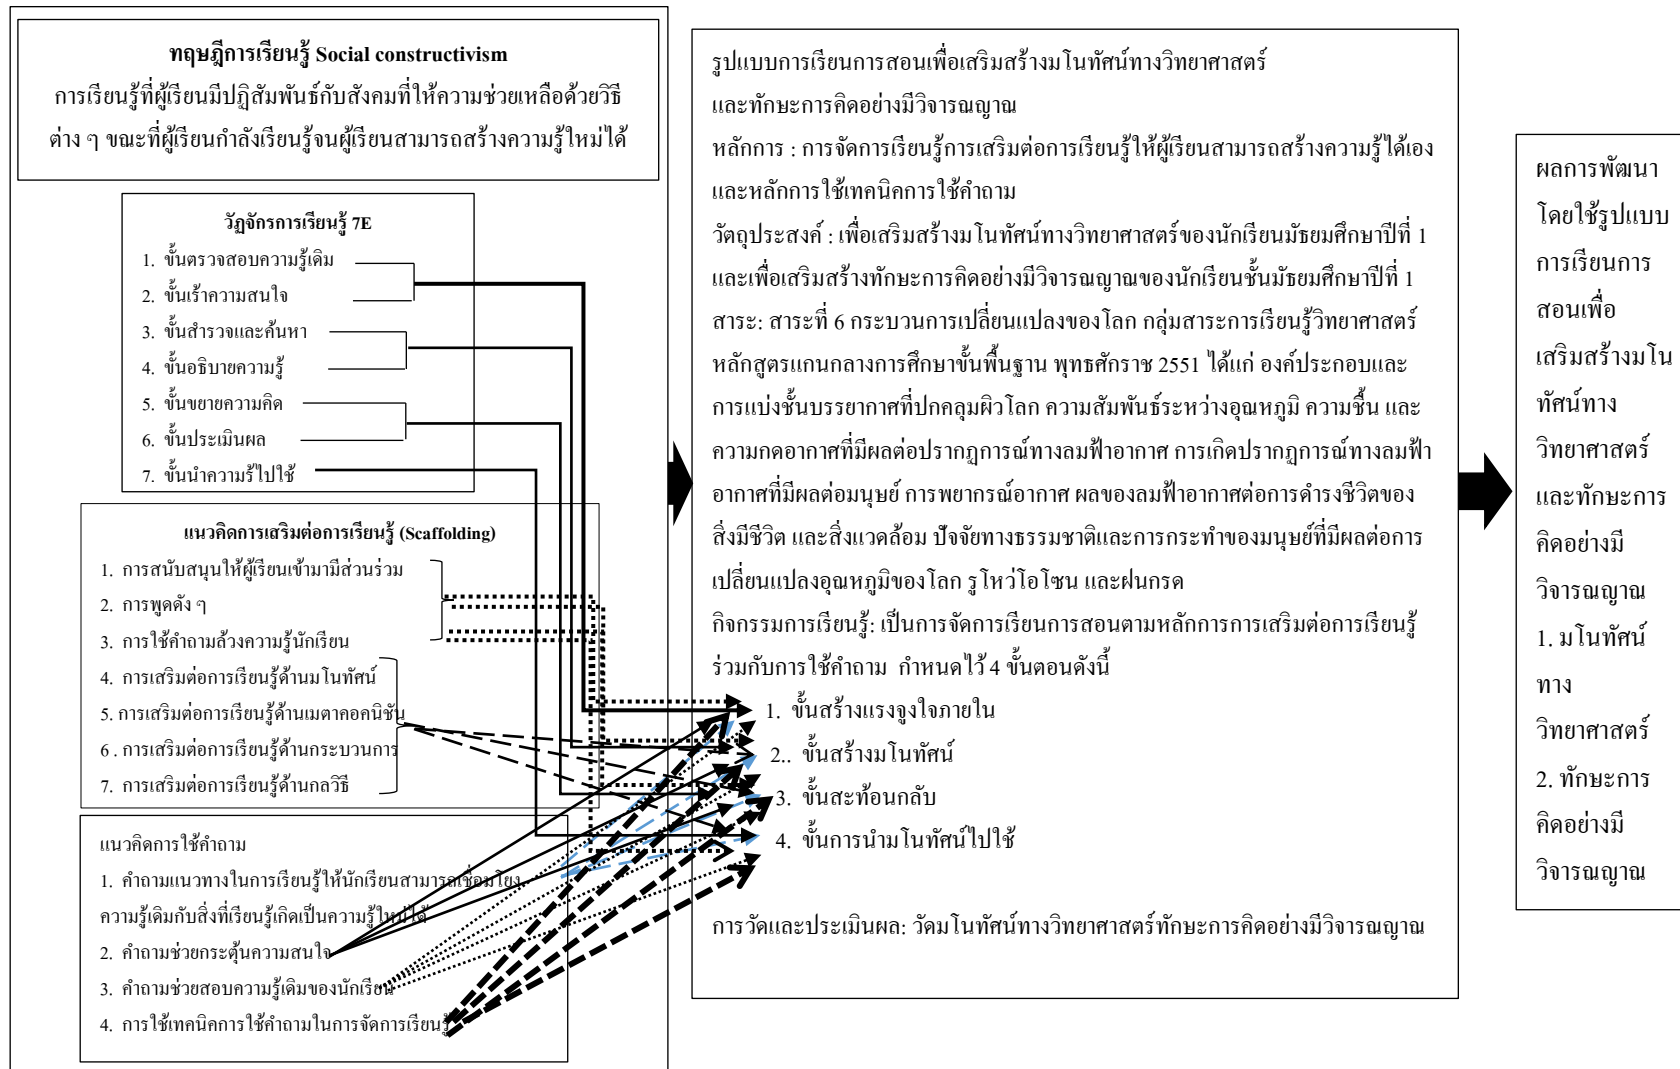 ทฤษฎีการเรียนรู้ Social constructivism
การเรียนรู้ที่ผู้เรียนมีปฏิสัมพันธ์กับสังคมที่ให้ความช่วยเหลือด้วยวิธี
ต่าง ๆ ขณะที่ผู้เรียนกำลังเรียนรู้จนผู้เรียนสามารถสร้างความรู้ใหม่ได้
วัฏจักรการเรียนรู้ 7E
1. ขั้นตรวจสอบความรู้เดิม
2. ขั้นเร้าความสนใจ
3. ขั้นสำรวจและค้นหา
4. ขั้นอธิบายความรู้
5. ขั้นขยายความคิด
6. ขั้นประเมินผล
7. ขั้นนำความรู้ไปใช้
แนวคิดการเสริมต่อการเรียนรู้ (Scaffolding)
1. การสนับสนุนให้ผู้เรียนเข้ามามีส่วนร่วม
2. การพูดดัง ๆ
3. การใช้คำถามล้วงความรู้นักเรียน
4. การเสริมต่อการเรียนรู้ด้านมโนทัศน์
5. การเสริมต่อการเรียนรู้ด้านเมตาคอคนิชัน
6 . การเสริมต่อการเรียนรู้ด้านกระบวนการ
7. การเสริมต่อการเรียนรู้ด้านกลวิธี
แนวคิดการใช้คำถาม
1. คำถามแนวทางในการเรียนรู้ให้นักเรียนสามารถเชื่อมโยง
ความรู้เดิมกับสิ่งที่เรียนรู้เกิดเป็นความรู้ใหม่ได้
2. คำถามช่วยกระตุ้นความสนใจ
3. คำถามช่วยสอบความรู้เดิมของนักเรียน
4. การใช้เทคนิคการใช้คำถามในการจัดการเรียนรู้
รูปแบบการเรียนการสอนเพื่อเสริมสร้างมโนทัศน์ทางวิทยาศาสตร์
และทักษะการคิดอย่างมีวิจารณญาณ
หลักการ : การจัดการเรียนรู้การเสริมต่อการเรียนรู้ให้ผู้เรียนสามารถสร้างความรู้ได้เอง
และหลักการใช้เทคนิคการใช้คำถาม
วัตถุประสงค์ : เพื่อเสริมสร้างมโนทัศน์ทางวิทยาศาสตร์ของนักเรียนมัธยมศึกษาปีที่ 1
และเพื่อเสริมสร้างทักษะการคิดอย่างมีวิจารณญาณของนักเรียนชั้นมัธยมศึกษาปีที่ 1
สาระ: สาระที่ 6 กระบวนการเปลี่ยนแปลงของโลก กลุ่มสาระการเรียนรู้วิทยาศาสตร์
หลักสูตรแกนกลางการศึกษาขั้นพื้นฐาน พุทธศักราช 2551 ได้แก่ องค์ประกอบและ
การแบ่งชั้นบรรยากาศที่ปกคลุมผิวโลก ความสัมพันธ์ระหว่างอุณหภูมิ ความชื้น และ
ความกดอากาศที่มีผลต่อปรากฏการณ์ทางลมฟ้าอากาศ การเกิดปรากฏการณ์ทางลมฟ้า
อากาศที่มีผลต่อมนุษย์ การพยากรณ์อากาศ ผลของลมฟ้าอากาศต่อการดำรงชีวิตของ
สิ่งมีชีวิต และสิ่งแวดล้อม ปัจจัยทางธรรมชาติและการกระทำของมนุษย์ที่มีผลต่อการ
เปลี่ยนแปลงอุณหภูมิของโลก รูโหว่โอโซน และฝนกรด
กิจกรรมการเรียนรู้: เป็นการจัดการเรียนการสอนตามหลักการการเสริมต่อการเรียนรู้
ร่วมกับการใช้คำถาม กำหนดไว้ 4 ขั้นตอนดังนี้
1. ขั้นสร้างแรงจูงใจภายใน
2.. ขั้นสร้างมโนทัศน์
3. ขั้นสะท้อนกลับ
4. ขั้นการนำมโนทัศน์ไปใช้
การวัดและประเมินผล: วัดมโนทัศน์ทางวิทยาศาสตร์ทักษะการคิดอย่างมีวิจารณญาณ
ผลการพัฒนา
โดยใช้รูปแบบ
การเรียนการ
สอนเพื่อ
เสริมสร้างมโน
ทัศน์ทาง
วิทยาศาสตร์
และทักษะการ
คิดอย่างมี
วิจารณญาณ
1. มโนทัศน์
ทาง
วิทยาศาสตร์
2. ทักษะการ
คิดอย่างมี
วิจารณญาณ